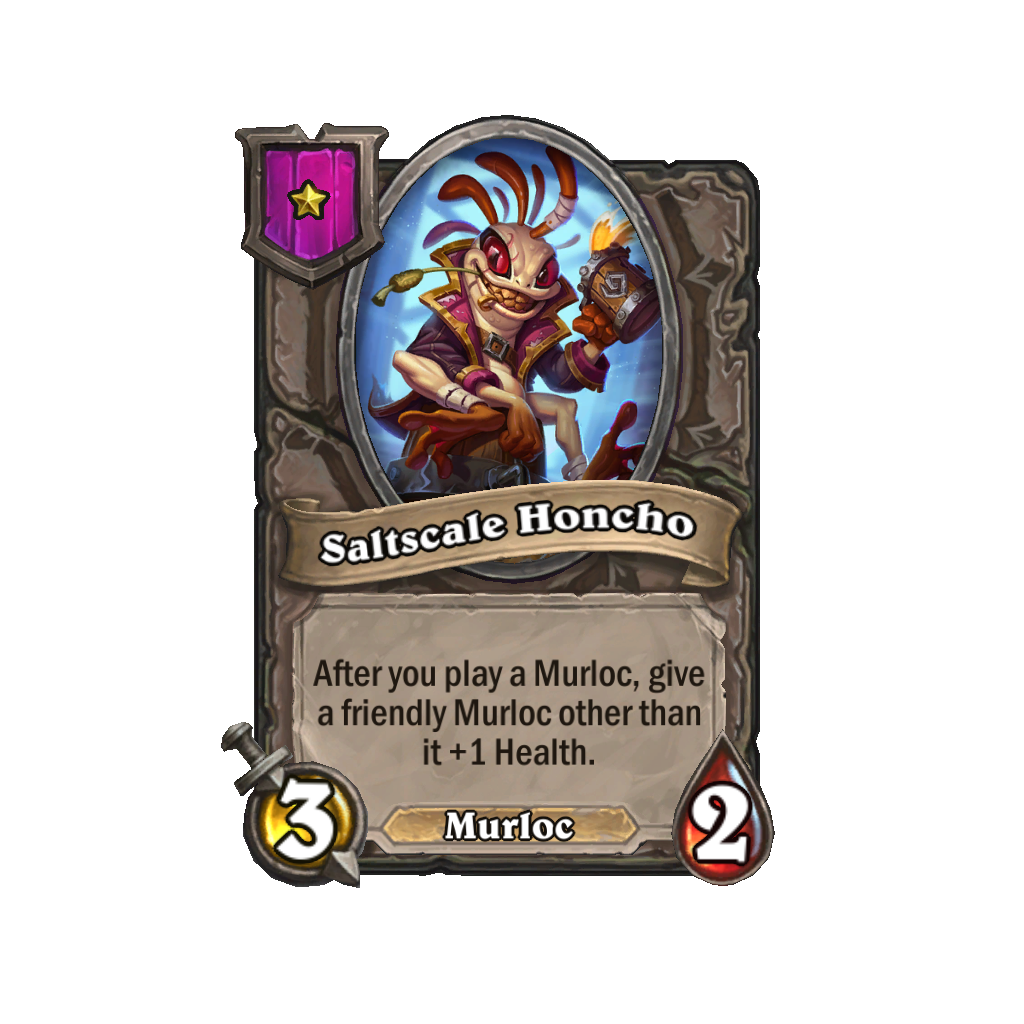 Saltscale Honcho
After you play a Murloc, give
a friendly Murloc other than
it +1 Health.
3
Murloc
2